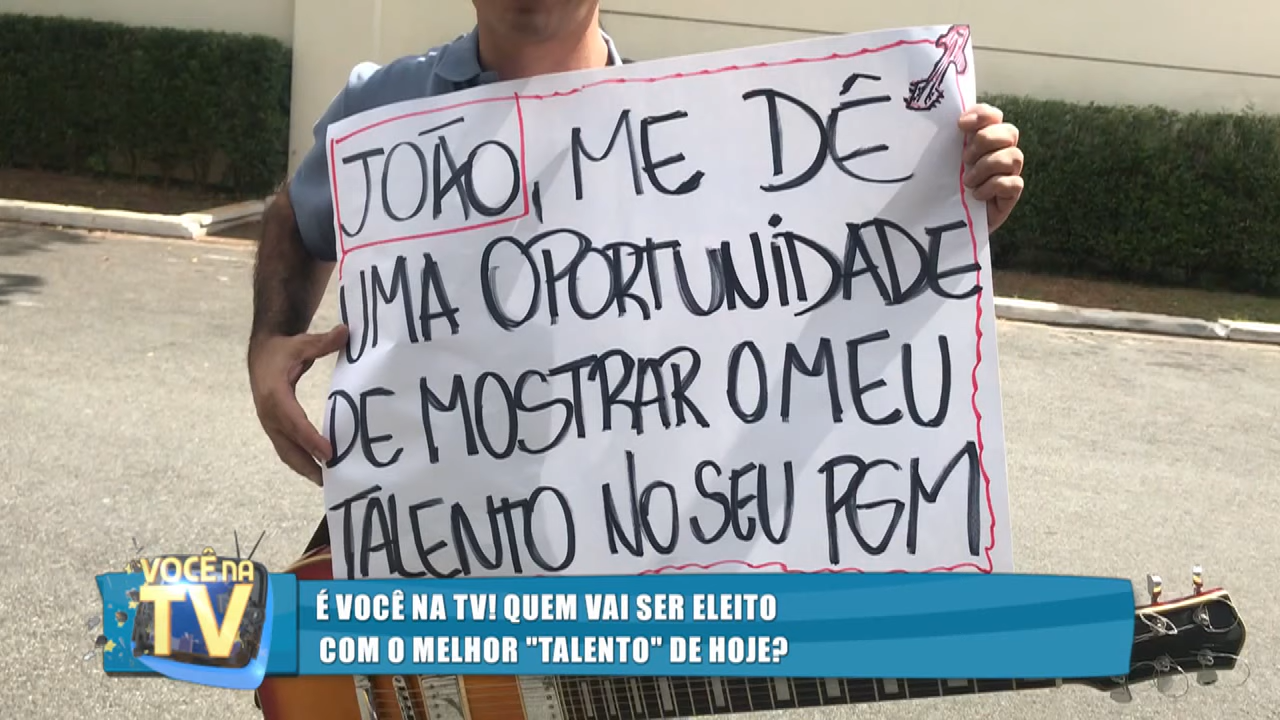 JOÃO, ME DÊ
UMA OPORTUNIDADE
DE MOSTRAR O MEU
TALENTO NO SEU PGM
VOCÊ NA
TV
É VOCÊ NA TV! QUEM VAI SER ELEITO
COM O MELHOR "TALENTO" DE HOJE?